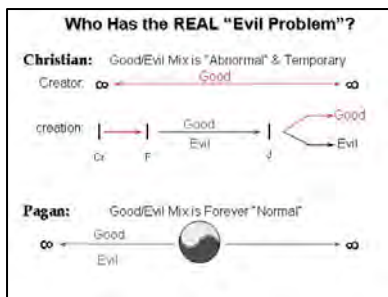 Who Has the REAL "Evil Problem"?
Christian: Good/Evil Mix is "Abnormal" & Temporary
Creator: ∞ Good ∞
creation: Good Good
Evil Evil
Cr F J
Pagan: Good/Evil Mix is Forever "Normal"
∞ Good ∞
Evil